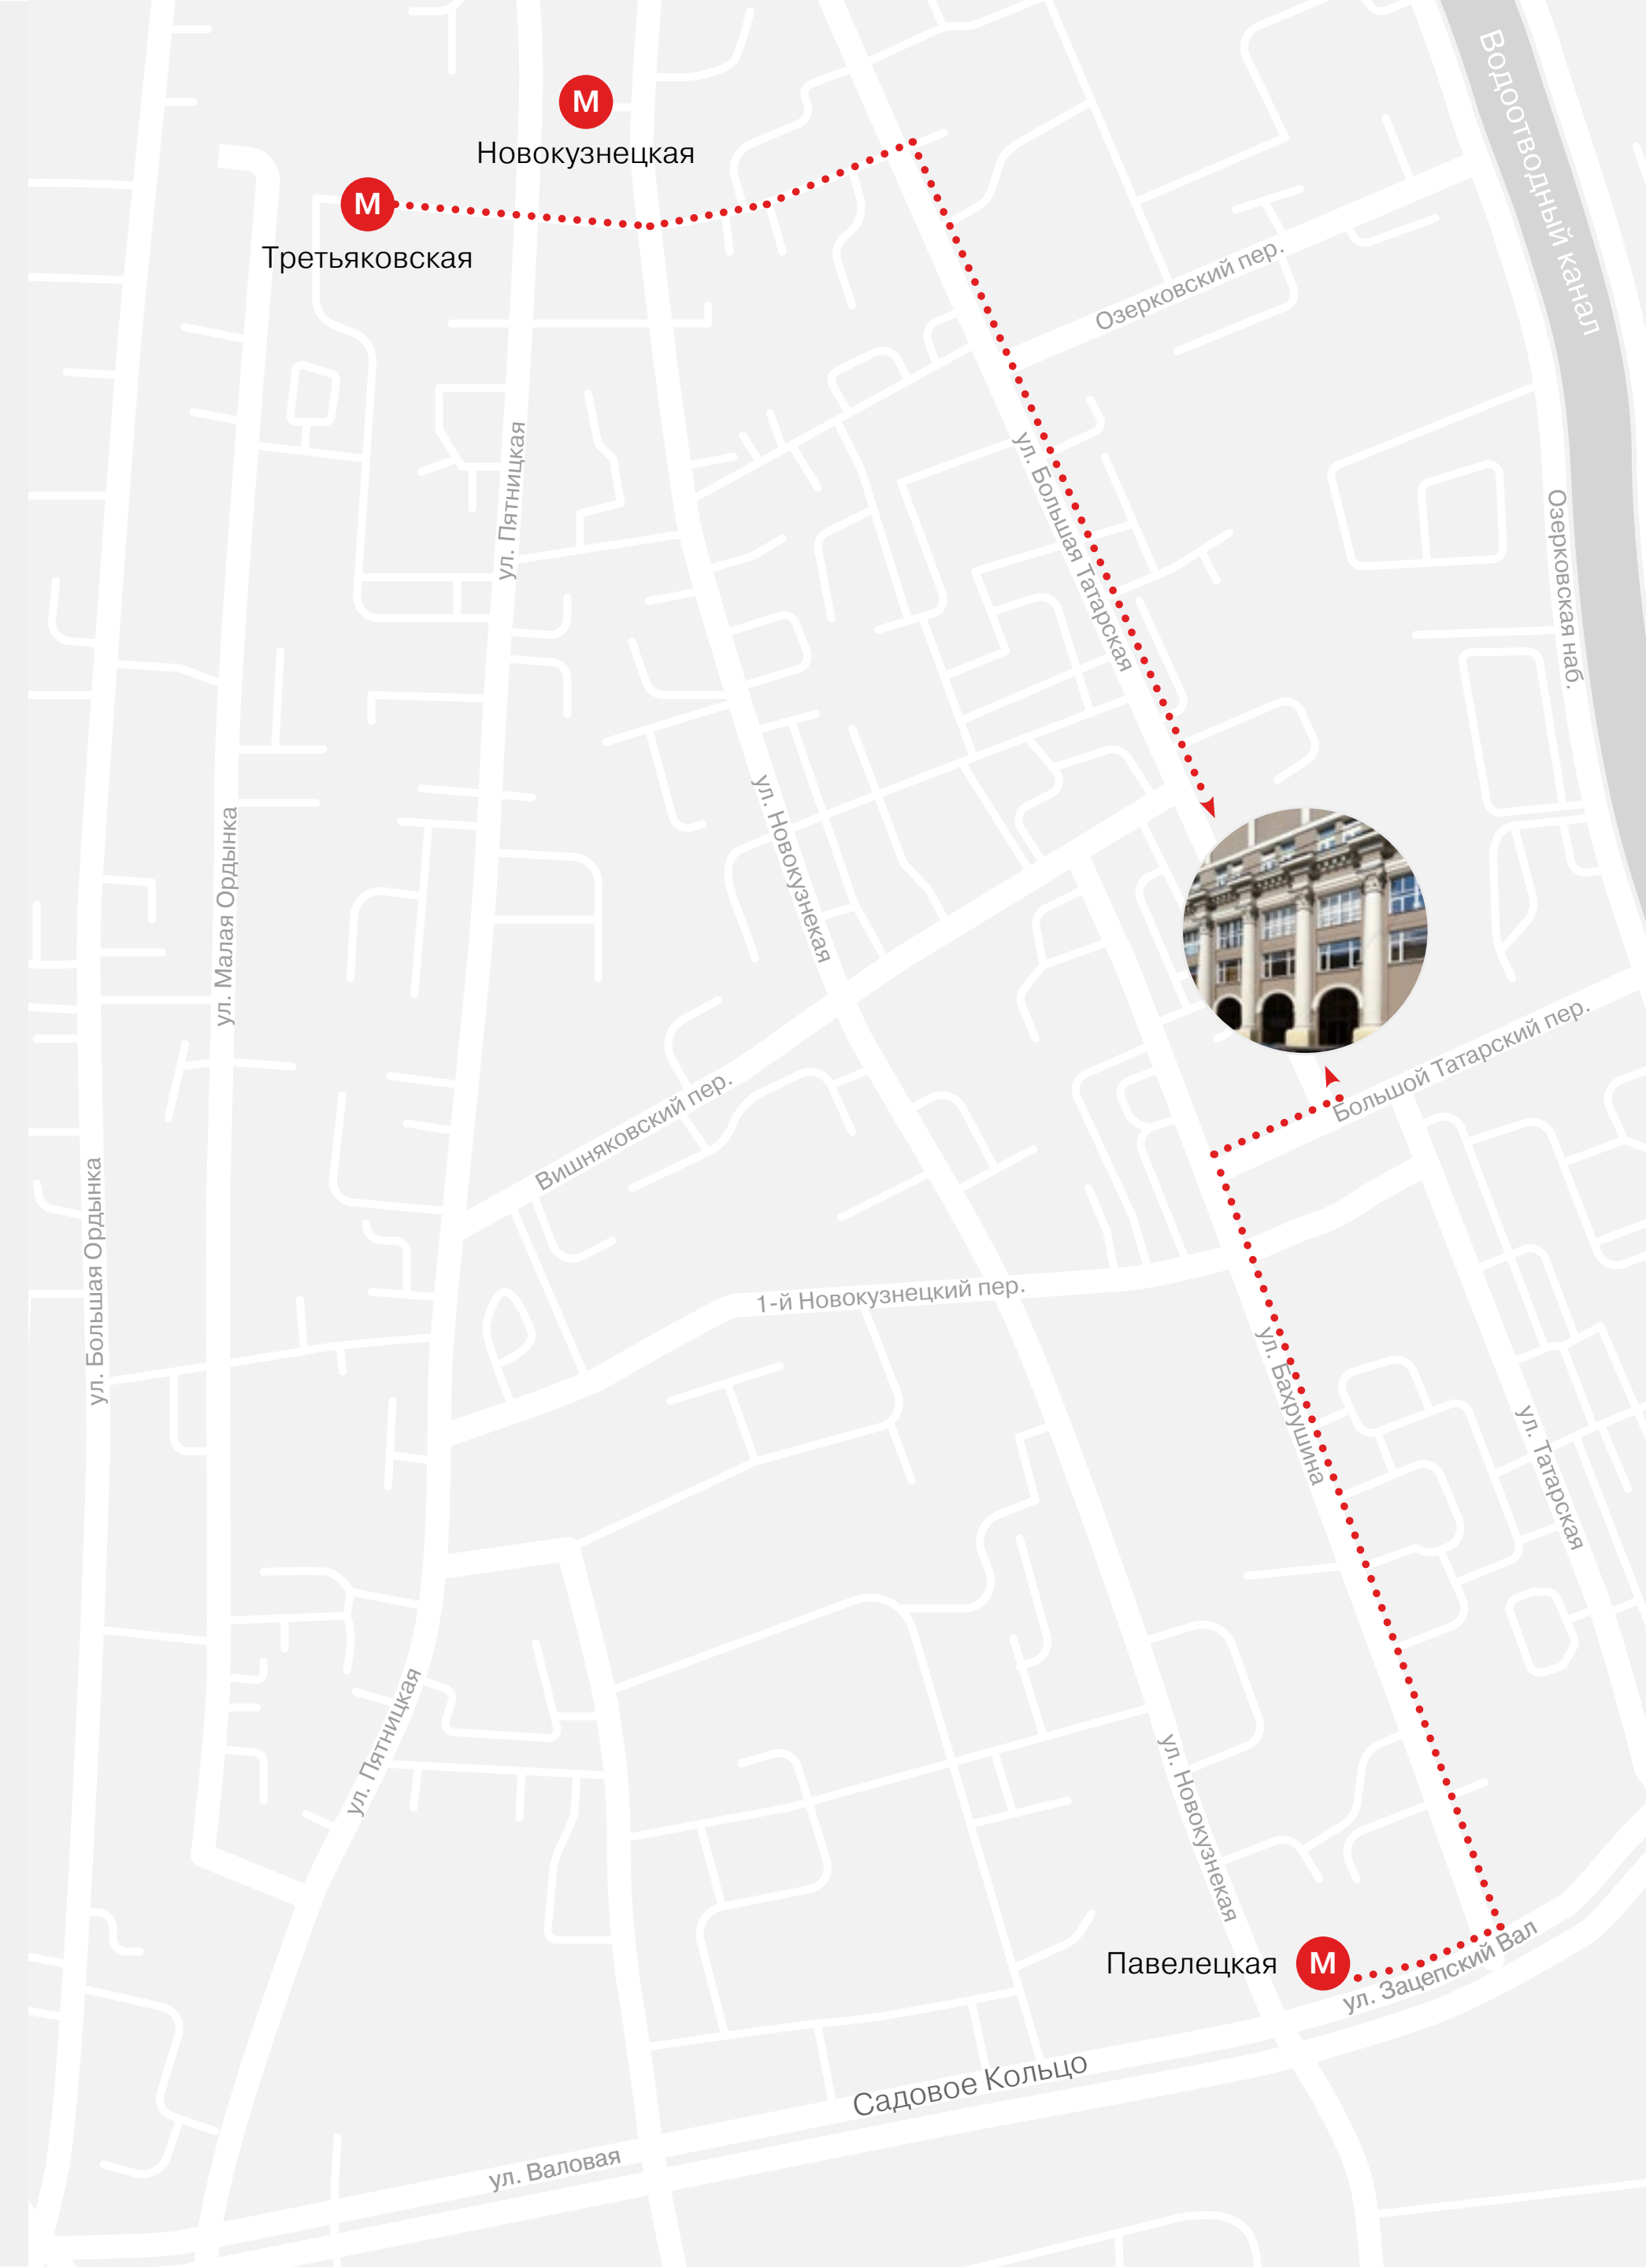 Водоотводный канал
М
Новокузнецкая
М
Третьяковская
Озерковский пер.
ул. Пятницкая
ул. Большая Татарская
Озерковская наб.
ул. Новокузнекая
ул. Малая Ордынка
Большой Татарский пер.
Вишняковский пер.
ул. Большая Ордынка
1-й Новокузнецкий пер.
ул. Бахрушина
ул. Татарская
ул. Пятницкая
ул. Новокузнекая
Павелецкая
М
ул. Зацепский Вал
Садовое Кольцо
ул. Валовая